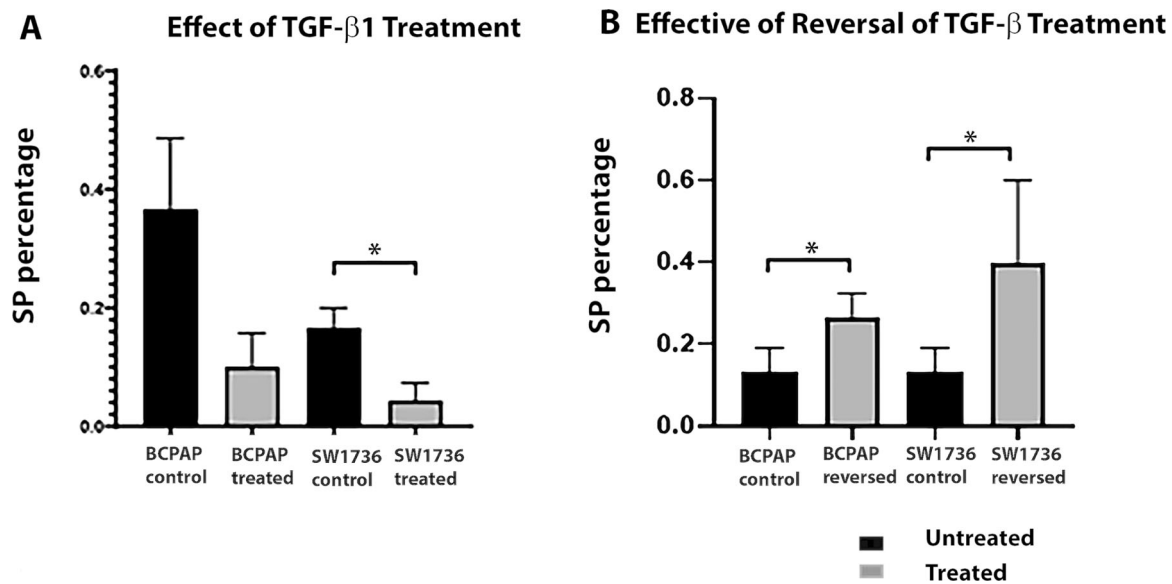 A Effect of TGF-β1 Treatment
SP percentage
0.6
0.4
0.2
0.0
*
BCPAP control
BCPAP treated
SW1736 control
SW1736 treated
B Effective of Reversal of TGF-β Treatment
SP percentage
0.8
0.6
0.4
0.2
0.0
*
*
BCPAP control
BCPAP reversed
SW1736 control
SW1736 reversed
Untreated
Treated